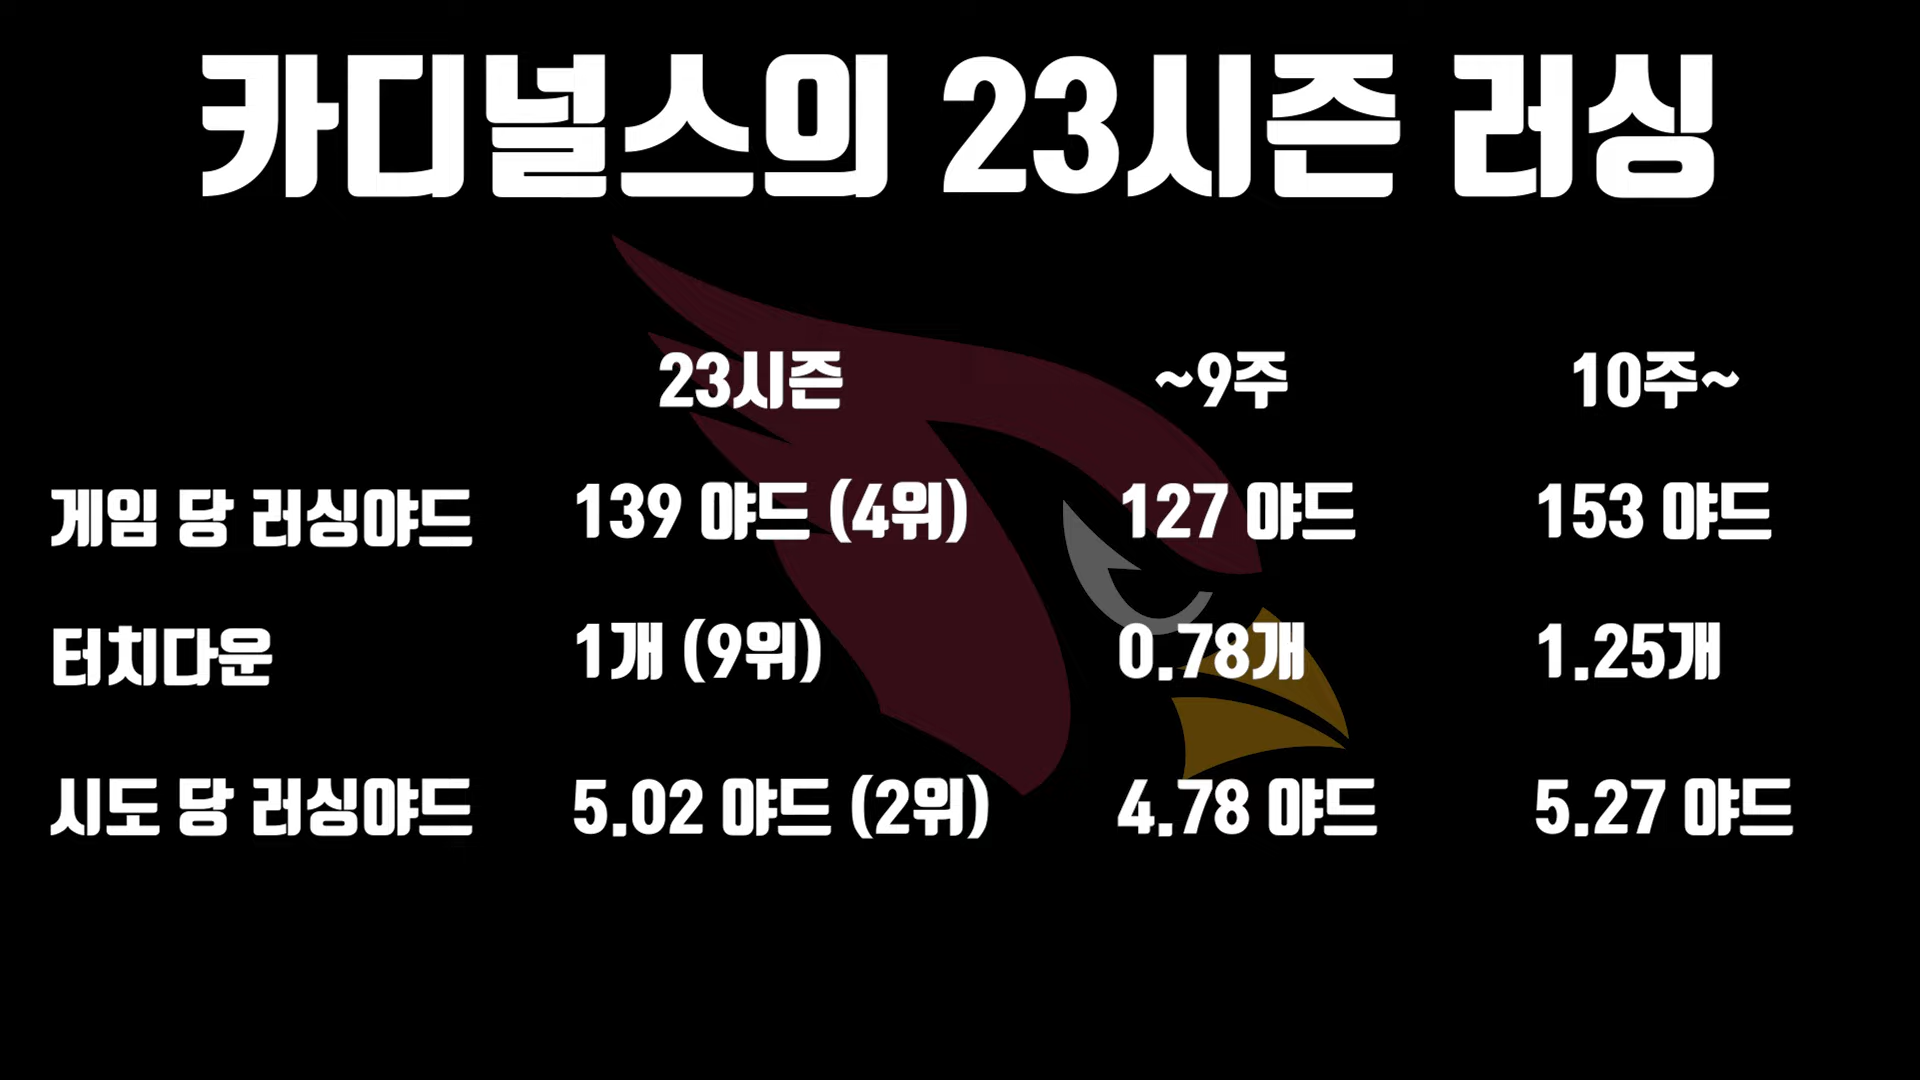 카디널스의 23시즌 러싱
23시즌 ~9주 10주~
게임 당 러싱야드 139 야드 (4위) 127 야드 153 야드
터치다운 1개 (9위) 0.78개 1.25개
시도 당 러싱야드 5.02 야드 (2위) 4.78 야드 5.27 야드